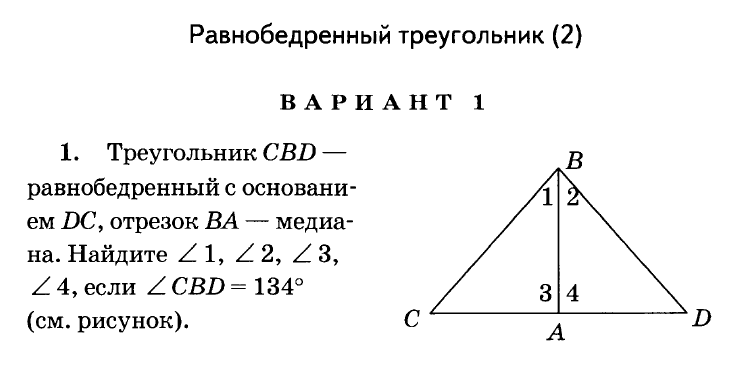 Равнобедренный треугольник (2)
ВАРИАНТ 1
1. Треугольник CBD —
равнобедренный с основани-
ем DC, отрезок BA — медиа-
на. Найдите ∠1, ∠2, ∠3,
∠4, если ∠CBD = 134°
(см. рисунок).
B
1 2
3 4
C
A
D